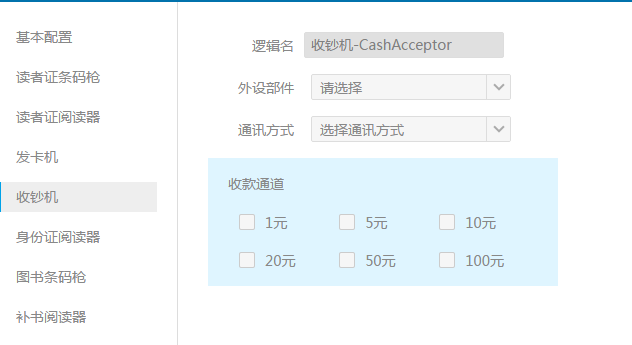 基本配置
读者证条码枪
读者证阅读器
发卡机
收钞机
身份证阅读器
图书条码枪
补书阅读器
逻辑名 收钞机-CashAcceptor
外设部件 请选择
通讯方式 选择通讯方式
收款通道
1元 5元 10元
20元 50元 100元